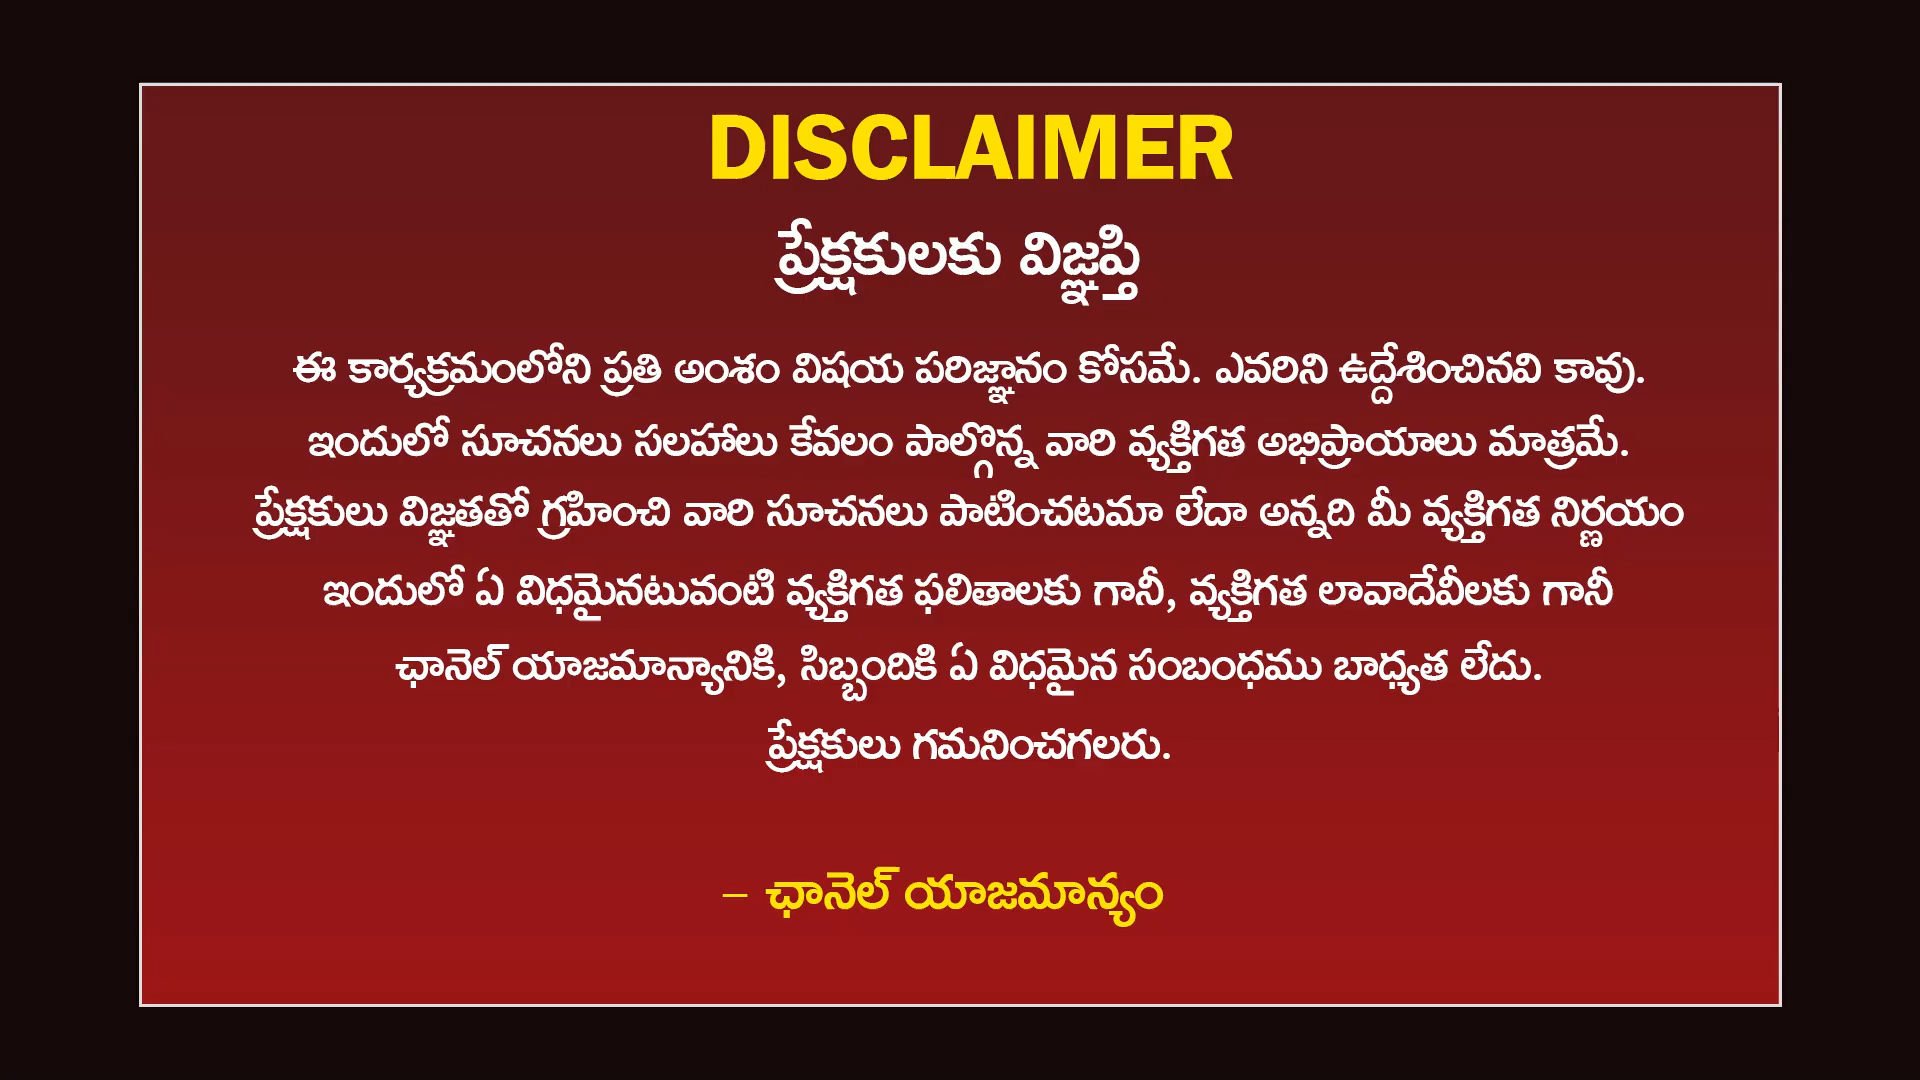 DISCLAIMER
ప్రేక్షకులకు విజ్ఞప్తి
ఈ కార్యక్రమంలోని ప్రతి అంశం విషయ పరిజ్ఞానం కోసమే. ఎవరిని ఉద్దేశించినవి కావు.
ఇందులో సూచనలు సలహాలు కేవలం పాల్గొన్న వారి వ్యక్తిగత అభిప్రాయాలు మాత్రమే.
ప్రేక్షకులు విజ్ఞతతో గ్రహించి వారి సూచనలు పాటించటమా లేదా అన్నది మీ వ్యక్తిగత నిర్ణయం
ఇందులో ఏ విధమైనటువంటి వ్యక్తిగత ఫలితాలకు గానీ, వ్యక్తిగత లావాదేవీలకు గానీ
ఛానెల్ యాజమాన్యానికి, సిబ్బందికి ఏ విధమైన సంబంధము బాధ్యత లేదు.
ప్రేక్షకులు గమనించగలరు.
– ఛానెల్ యాజమాన్యం